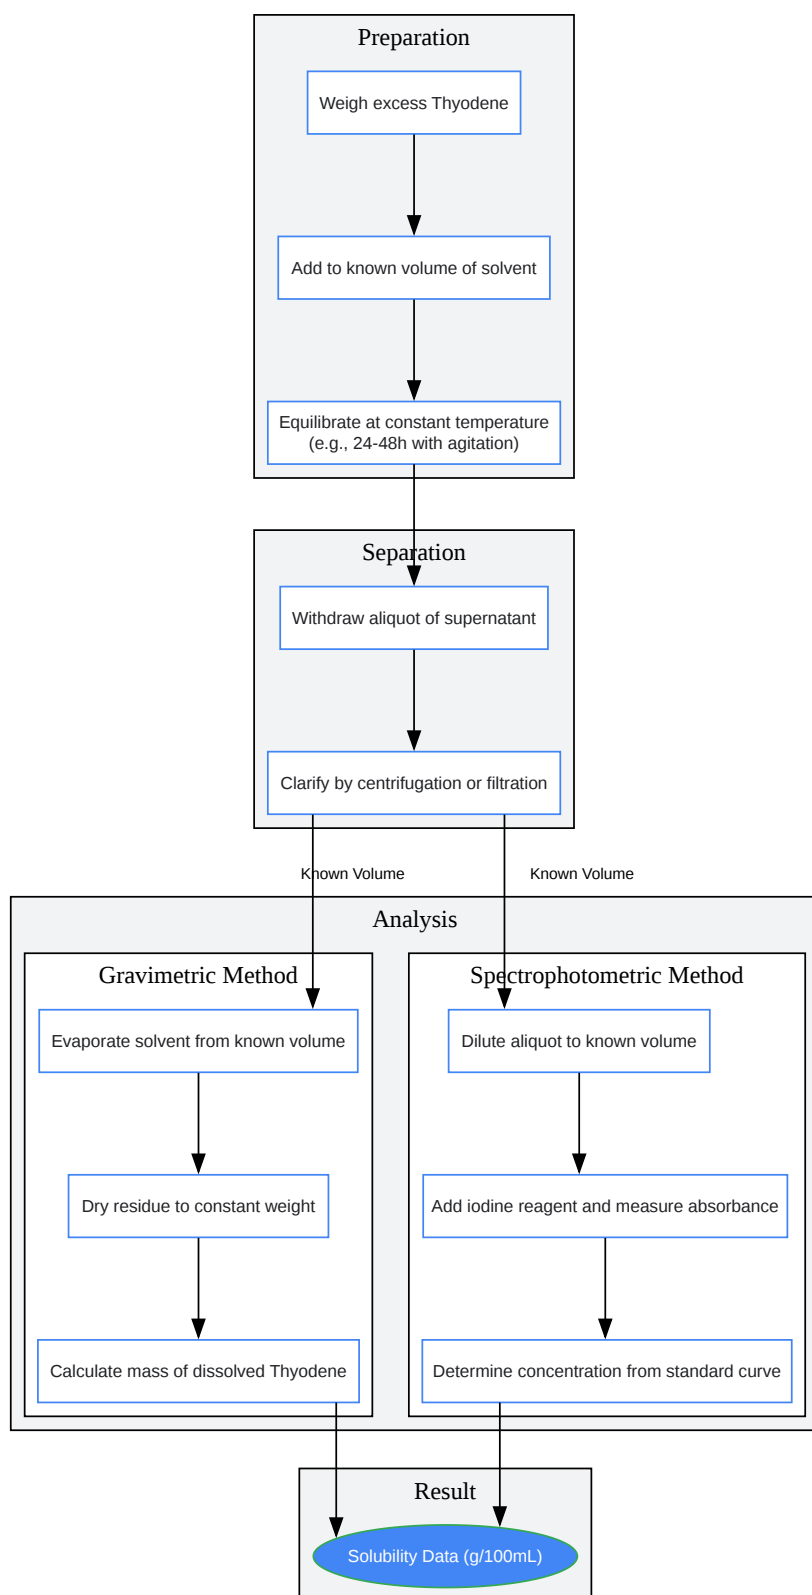 Preparation
Weigh excess Thyodene
Add to known volume of solvent
Equilibrate at constant temperature
(e.g., 24-48h with agitation)
Separation
Withdraw aliquot of supernatant
Clarify by centrifugation or filtration
Known Volume
Known Volume
Analysis
Gravimetric Method
Evaporate solvent from known volume
Dry residue to constant weight
Calculate mass of dissolved Thyodene
Spectrophotometric Method
Dilute aliquot to known volume
Add iodine reagent and measure absorbance
Determine concentration from standard curve
Result
Solubility Data (g/100mL)